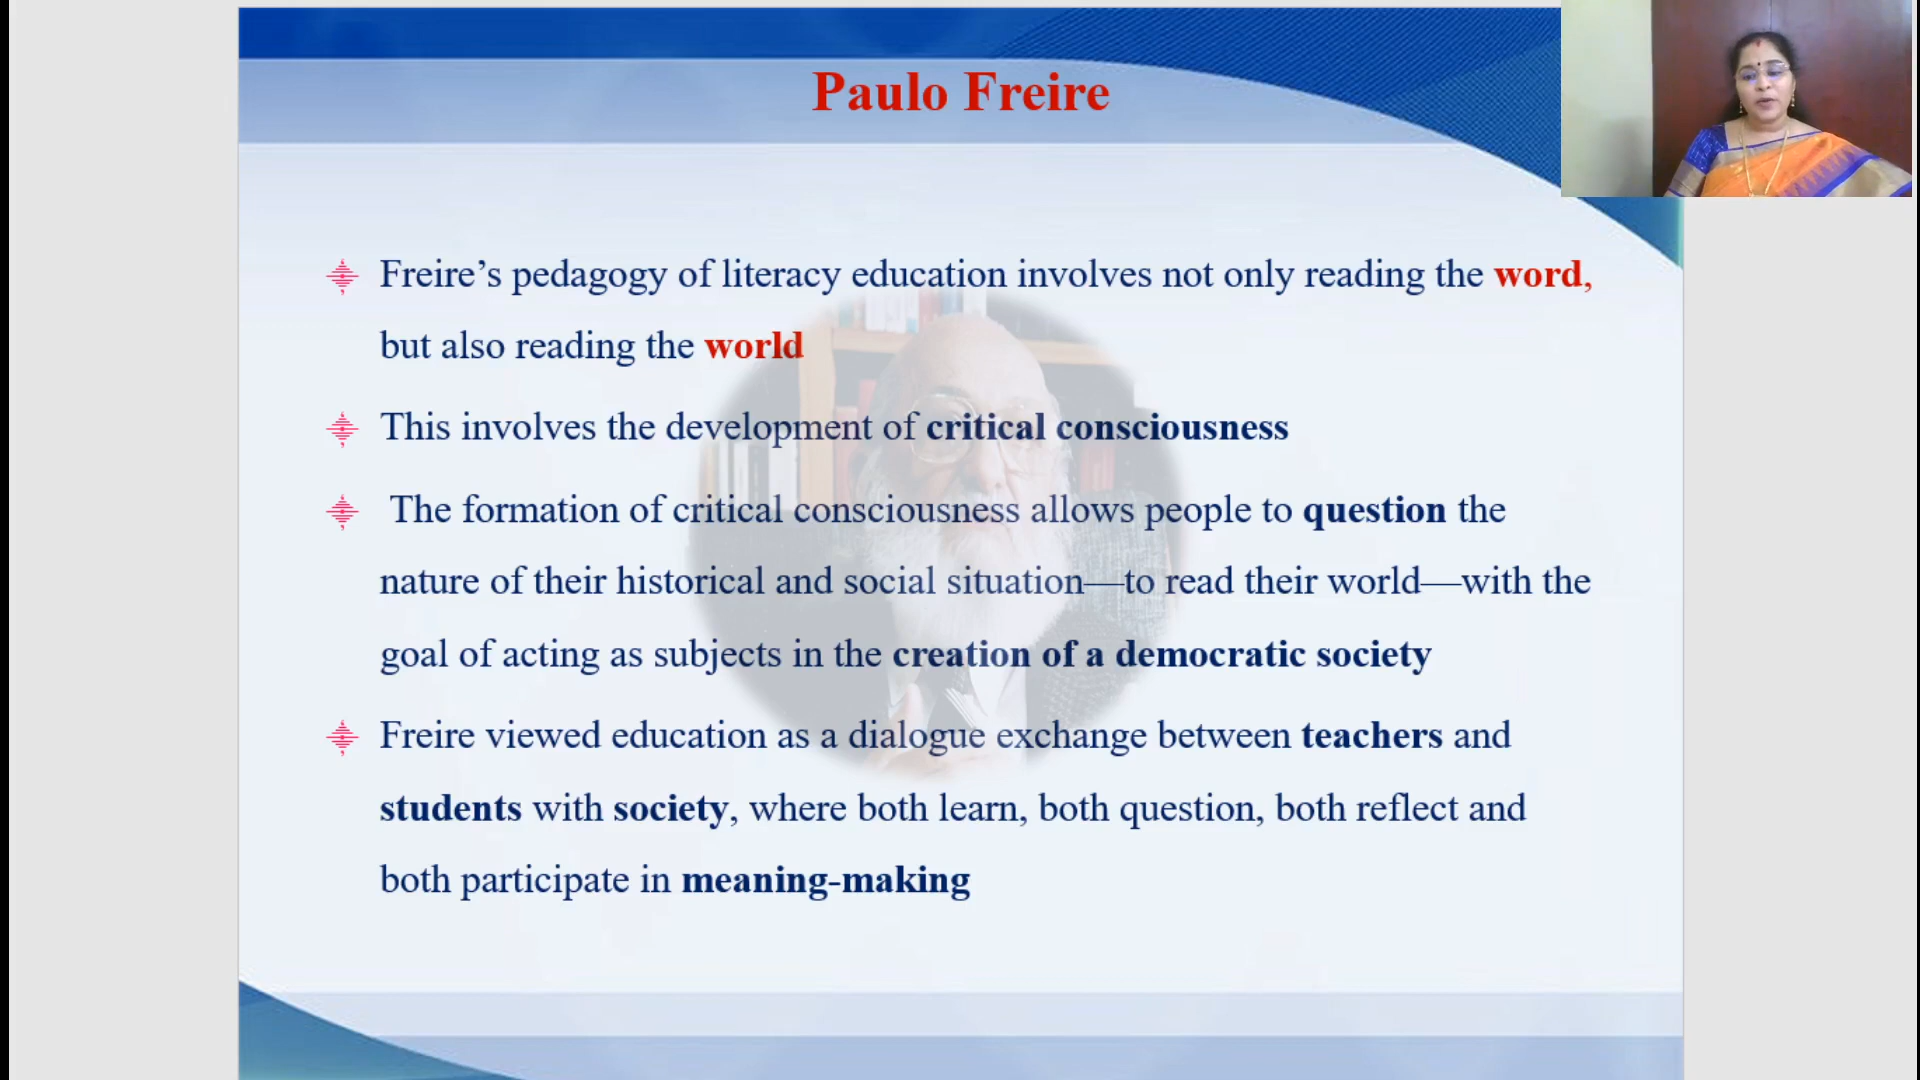 Paulo Freire
Freire’s pedagogy of literacy education involves not only reading the word,
but also reading the world
This involves the development of critical consciousness
The formation of critical consciousness allows people to question the
nature of their historical and social situation—to read their world—with the
goal of acting as subjects in the creation of a democratic society
Freire viewed education as a dialogue exchange between teachers and
students with society, where both learn, both question, both reflect and
both participate in meaning-making